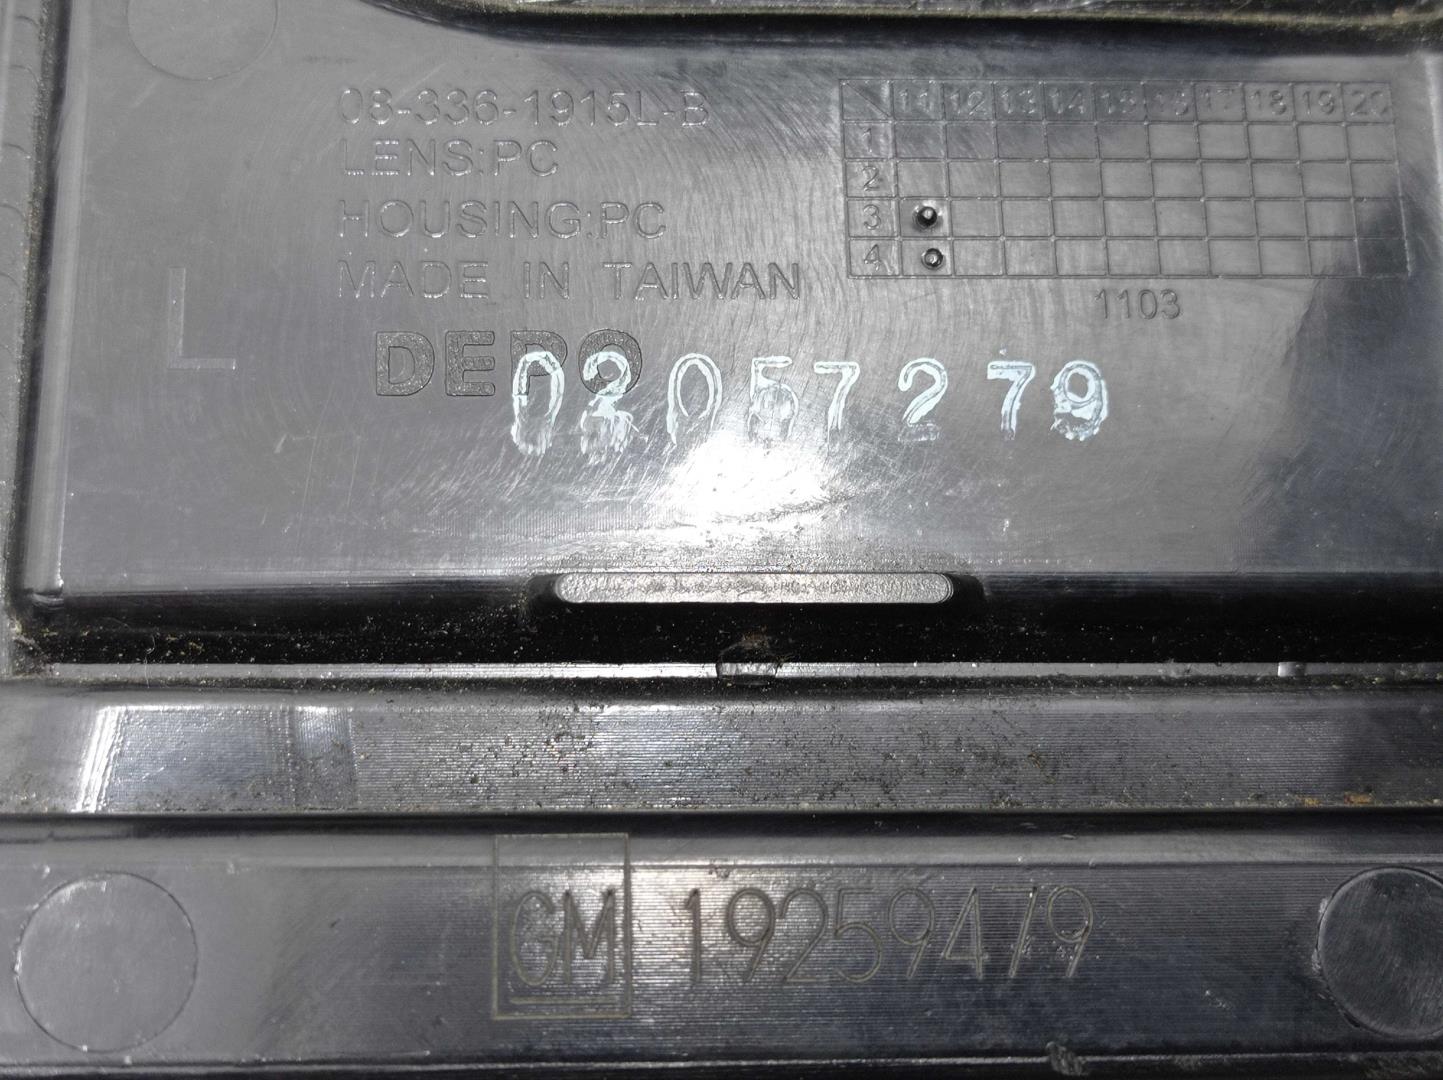 08-336-1915L-B
LENS:PC
HOUSING:PC
MADE IN TAIWAN
L
DEPO
02057279
11 12 13 14 15 16 17 18 19 20
1
2
3
4
1103
GM 19259479